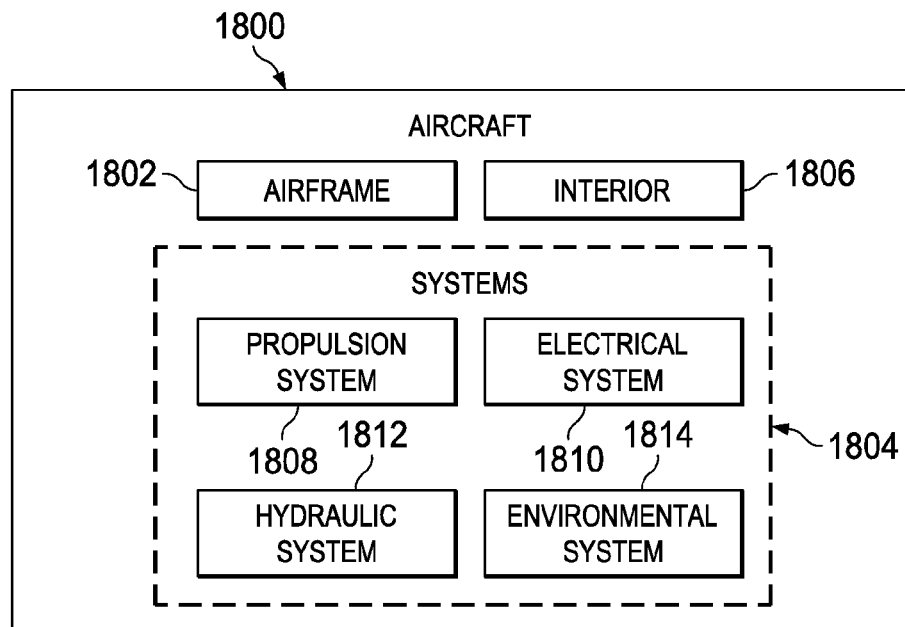 1800
AIRCRAFT
1802
AIRFRAME
INTERIOR
1806
SYSTEMS
PROPULSION
SYSTEM
ELECTRICAL
SYSTEM
1808
1812
1810
1814
1804
HYDRAULIC
SYSTEM
ENVIRONMENTAL
SYSTEM